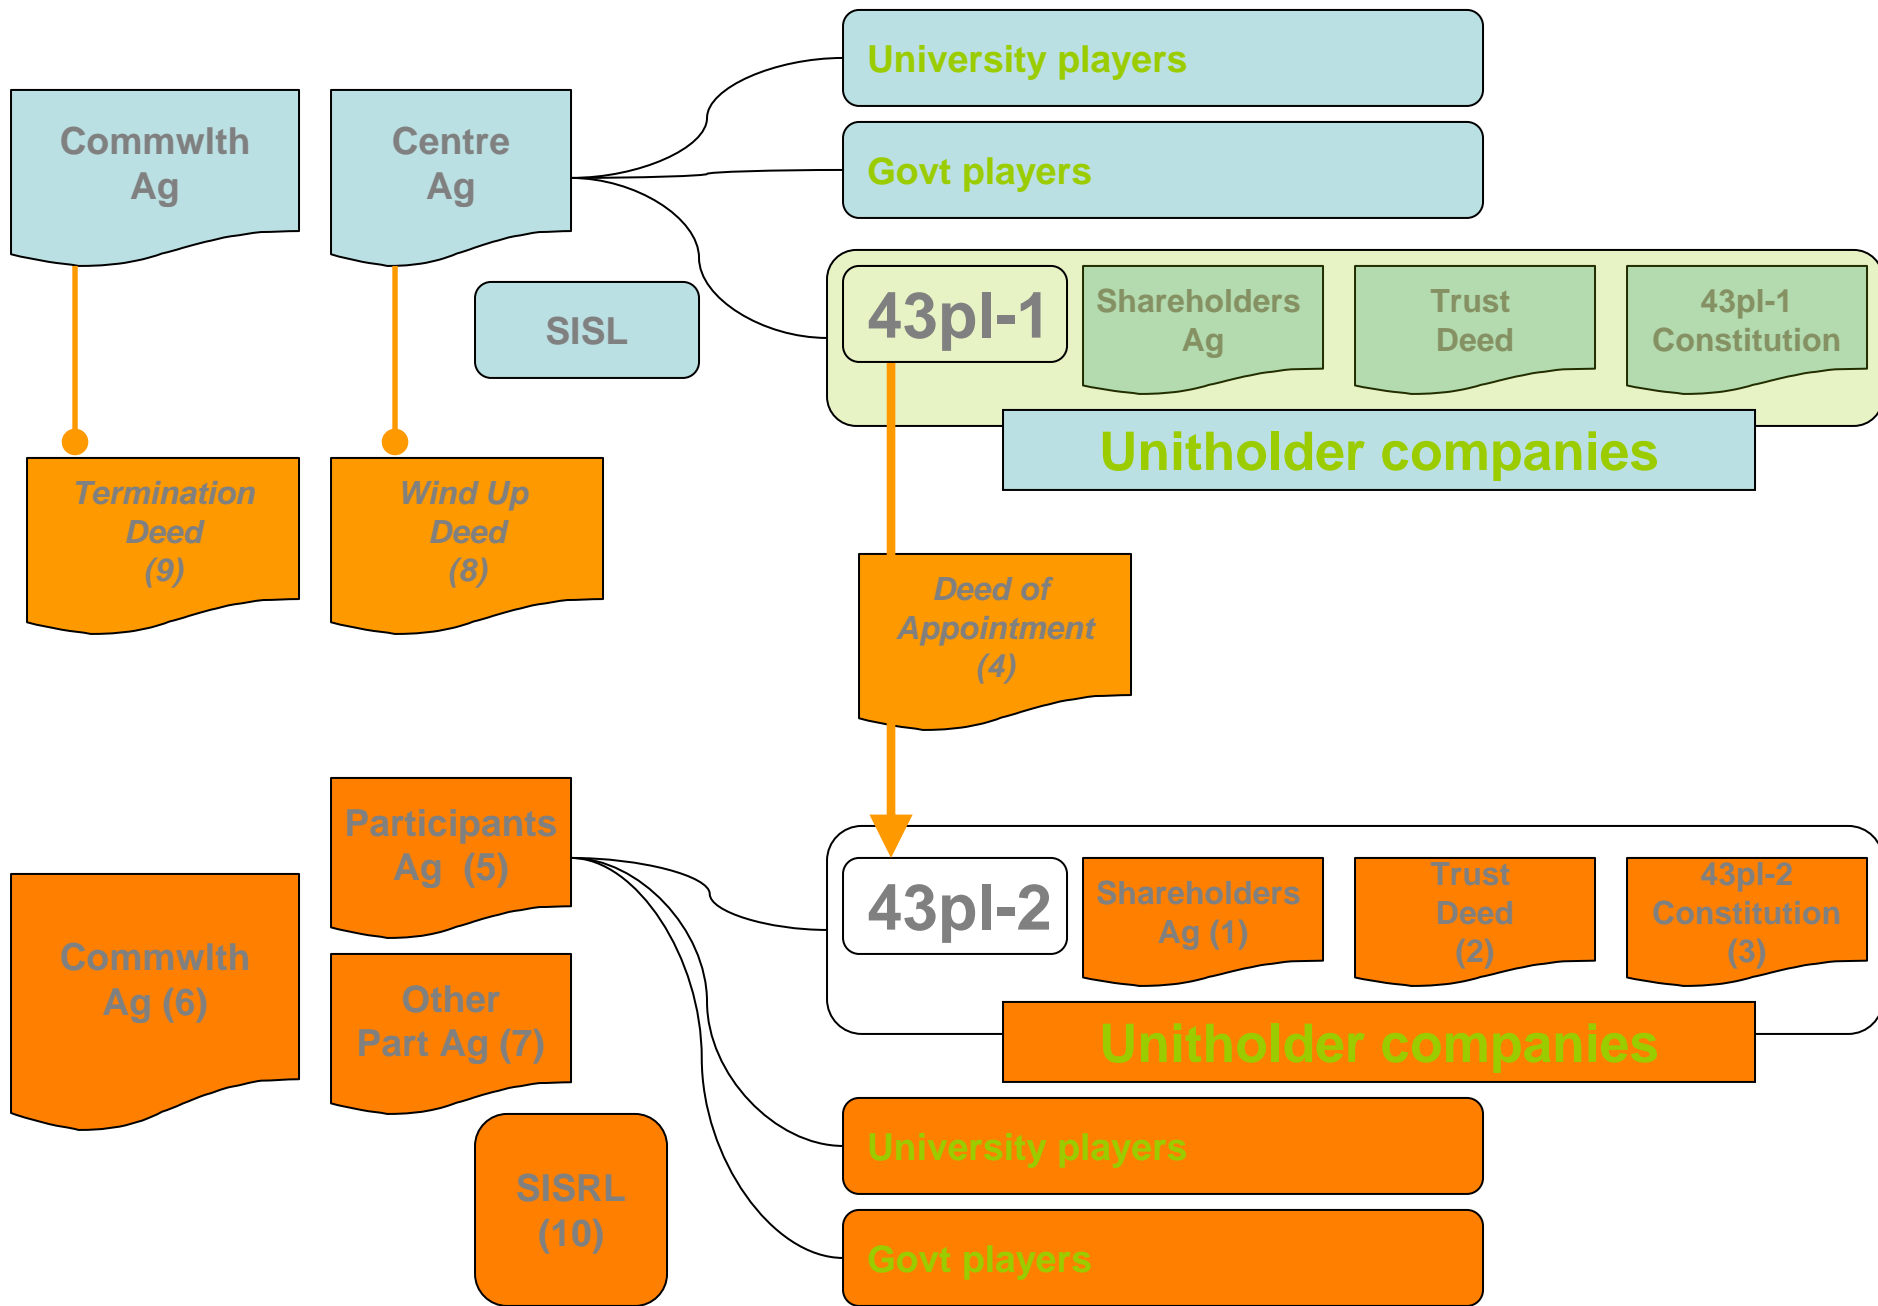 University players
Commwlth
Ag
Centre
Ag
Govt players
SISL
43pl-1
Shareholders
Ag
Trust
Deed
43pl-1
Constitution
Unitholder companies
Termination
Deed
(9)
Wind Up
Deed
(8)
Deed of
Appointment
(4)
Participants
Ag (5)
Commwlth
Ag (6)
Other
Part Ag (7)
43pl-2
Shareholders
Ag (1)
Trust
Deed
(2)
43pl-2
Constitution
(3)
Unitholder companies
University players
SISRL
(10)
Govt players